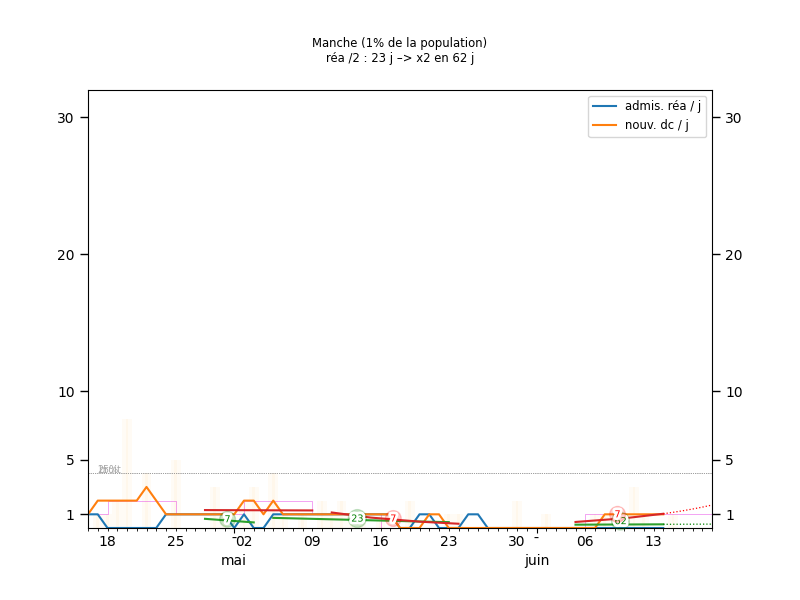 Manche (1% de la population)
réa /2 : 23 j –> x2 en 62 j
admis. réa / j
nouv. dc / j
30 30
20 20
10 10
5 5
1 1
7 23 7 7 62
18 25 02 09 16 23 30 06 13
mai juin